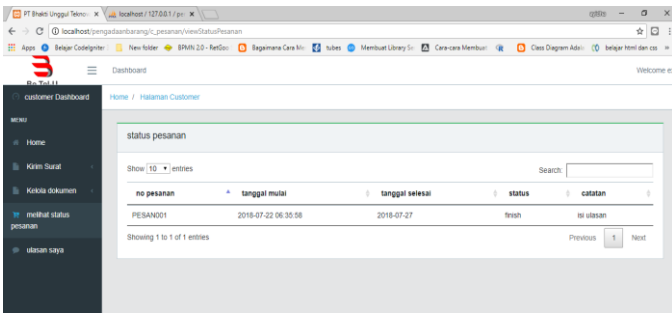 PT Bhakti Unggul Teknov
localhost / 127.0.0.1 / pe
localhost/pengadaanbarang/c_pesanan/viewStatusPesanan
Apps Belajar CodeIgniter New folder BPMN 2.0 - RetGoo Bagaimana Cara Me tubes Membuat Library Se Cara-cara Membuat Class Diagram Adala belajar html dan css »
Dashboard
Welcome
customer Dashboard
Home / Halaman Customer
MENU
Home
Kirim Surat
Kelola dokumen
melihat status pesanan
ulasan saya
status pesanan
Show 10 entries
Search:
no pesanan tanggal mulai tanggal selesai status catatan
PESAN001 2018-07-22 06:35:58 2018-07-27 finish isi ulasan
Showing 1 to 1 of 1 entries
Previous 1 Next